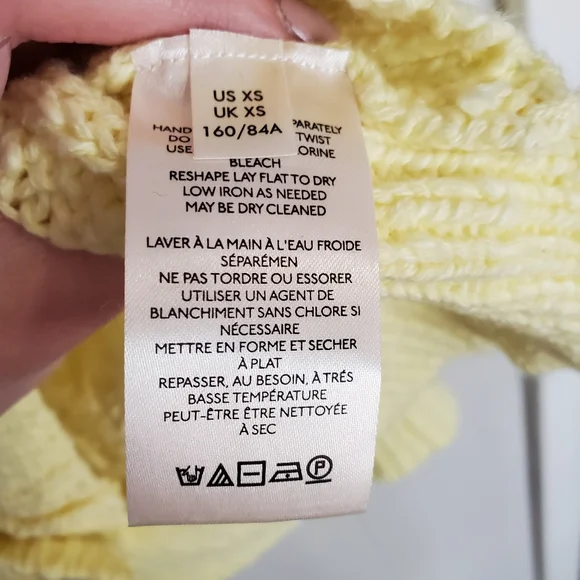 US XS
UK XS
160/84A
HAND PARATELY
DO TWIST
USE ORINE
BLEACH
RESHAPE LAY FLAT TO DRY
LOW IRON AS NEEDED
MAY BE DRY CLEANED
LAVER À LA MAIN À L'EAU FROIDE
SÉPARÉMEN
NE PAS TORDRE OU ESSORER
UTILISER UN AGENT DE
BLANCHIMENT SANS CHLORE SI
NÉCESSAIRE
METTRE EN FORME ET SECHER
À PLAT
REPASSER, AU BESOIN, À TRÉS
BASSE TEMPÉRATURE
PEUT-ÊTRE ÊTRE NETTOYÉE
À SEC
P